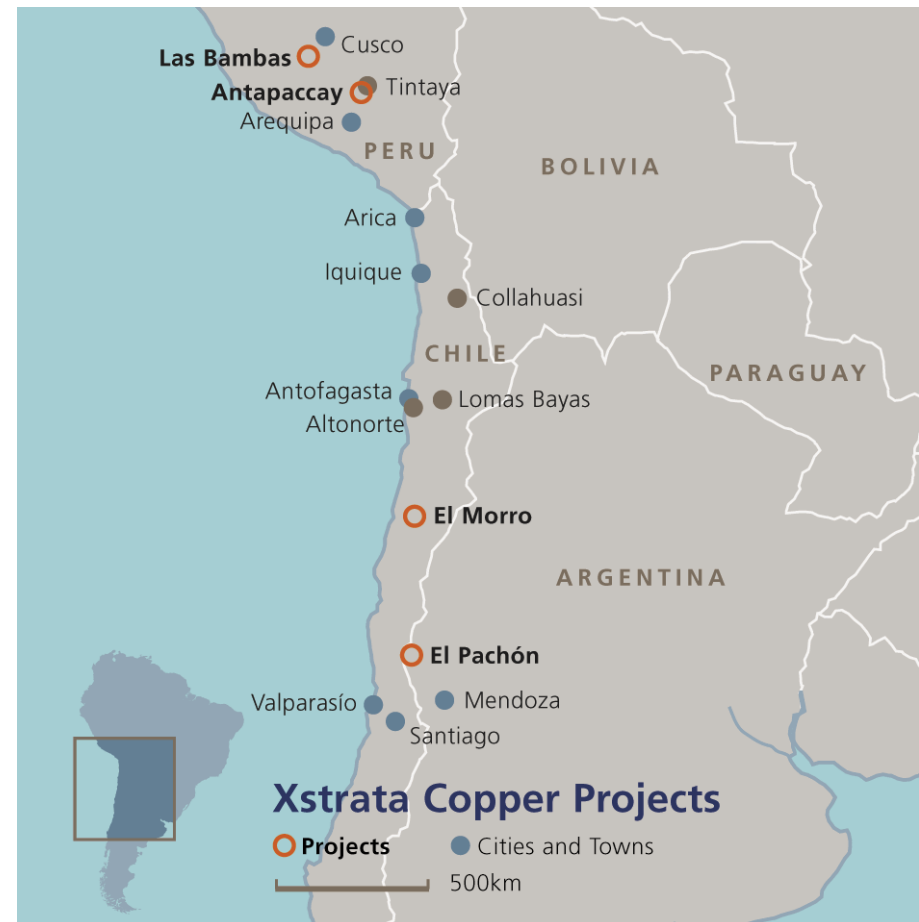 Cusco
Las Bambas
Tintaya
Antapaccay
Arequipa
PERU
BOLIVIA
Arica
Iquique
Collahuasi
CHILE
PARAGUAY
Antofagasta
Lomas Bayas
Altonorte
El Morro
ARGENTINA
El Pachón
Valparasío
Mendoza
Santiago
Xstrata Copper Projects
Projects
Cities and Towns
500km